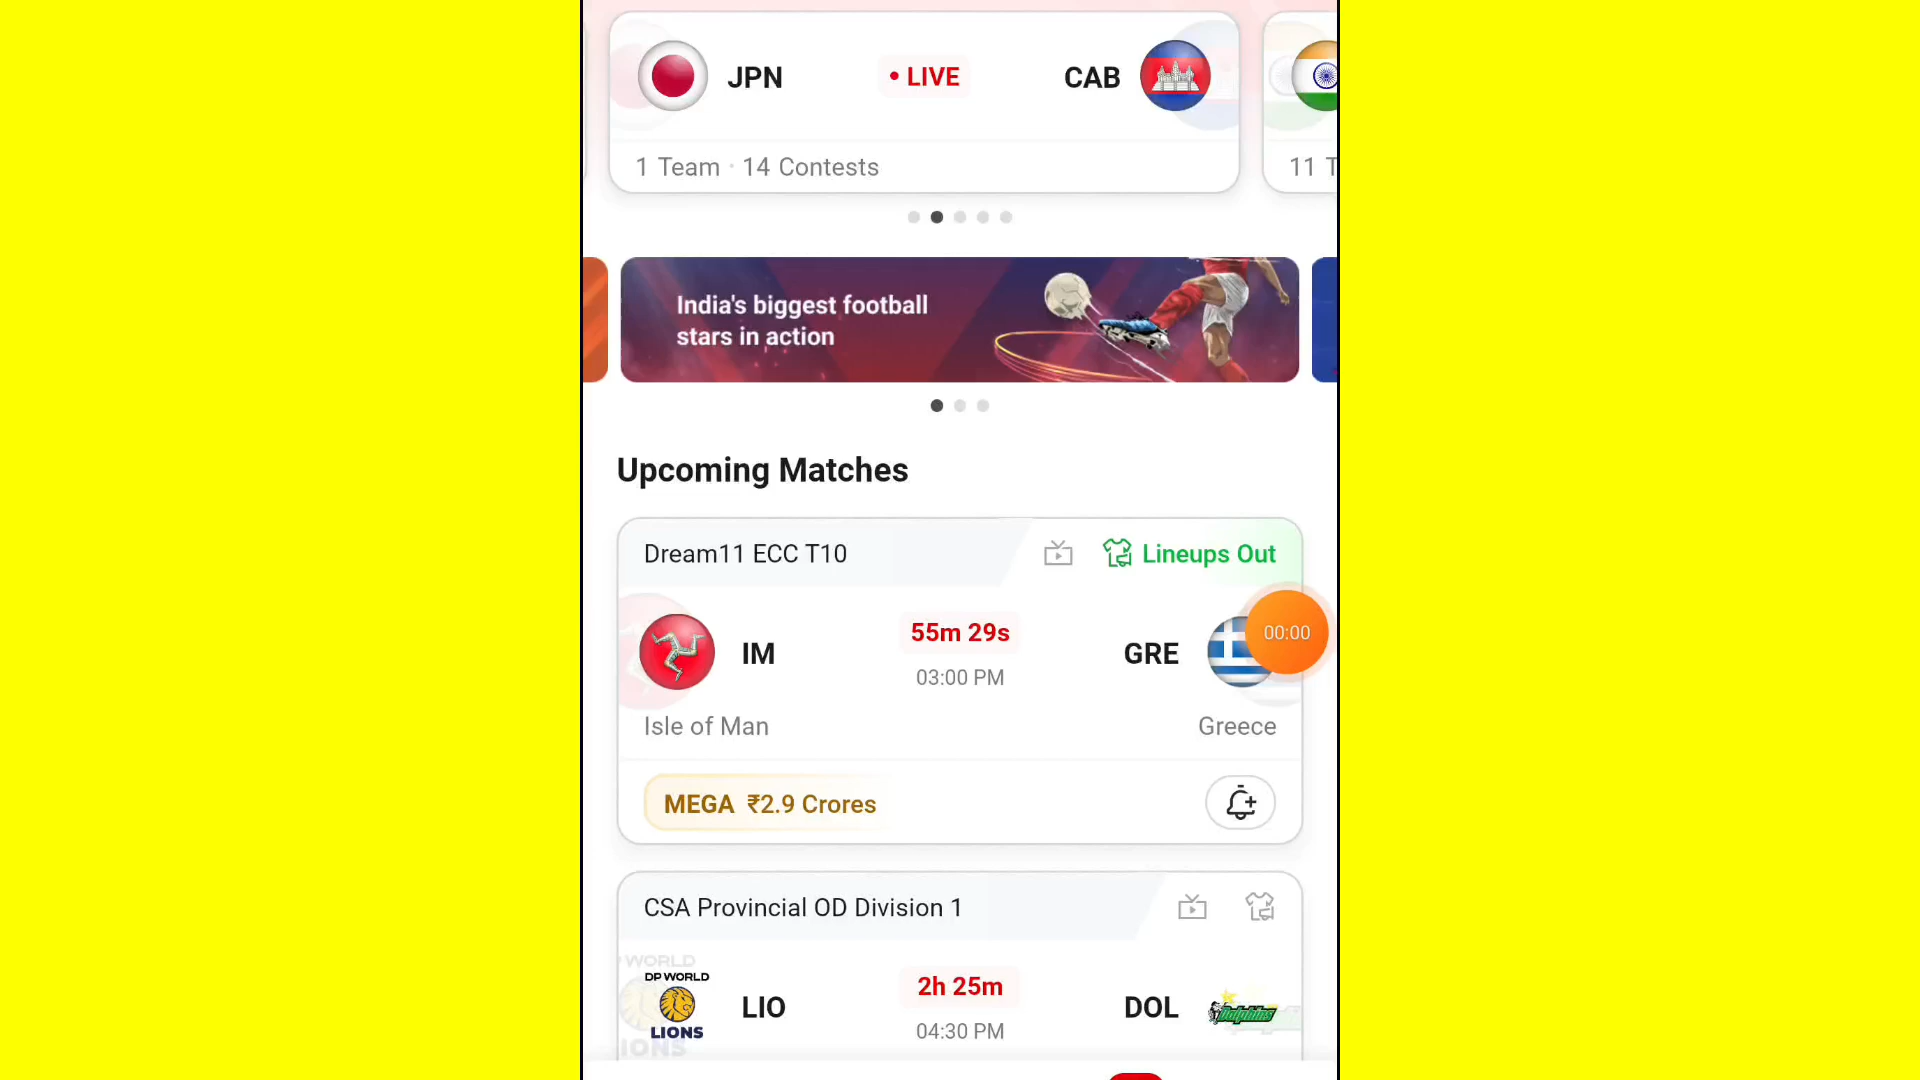 JPN • LIVE CAB
1 Team · 14 Contests
11 T
India's biggest football
stars in action
Upcoming Matches
Dream11 ECC T10 Lineups Out
IM 55m 29s GRE
00:00
03:00 PM
Isle of Man Greece
MEGA ₹2.9 Crores
CSA Provincial OD Division 1
DP WORLD
LIONS
LIO 2h 25m DOL
Dolphins
04:30 PM